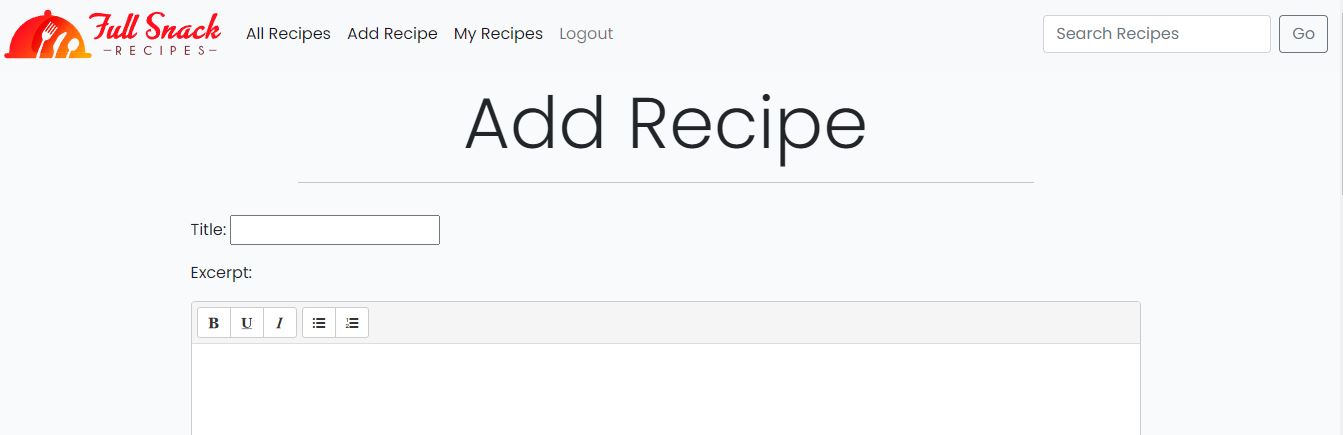 Full Snack
RECIPES
All Recipes Add Recipe My Recipes Logout
Search Recipes Go
Add Recipe
Title:
Excerpt:
B U I